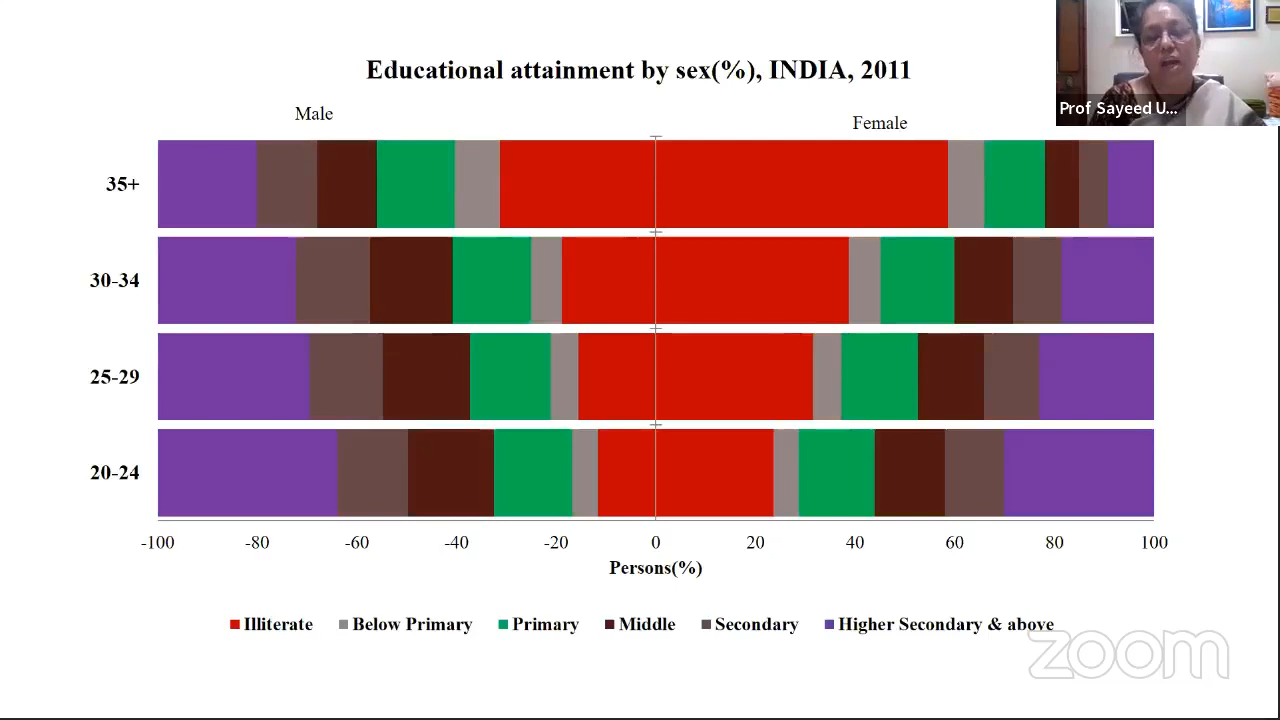 Educational attainment by sex(%), INDIA, 2011
Prof Sayeed U...
Male
Female
35+
30-34
25-29
20-24
-100 -80 -60 -40 -20 0 20 40 60 80 100
Persons(%)
Illiterate Below Primary Primary Middle Secondary Higher Secondary & above
zoom